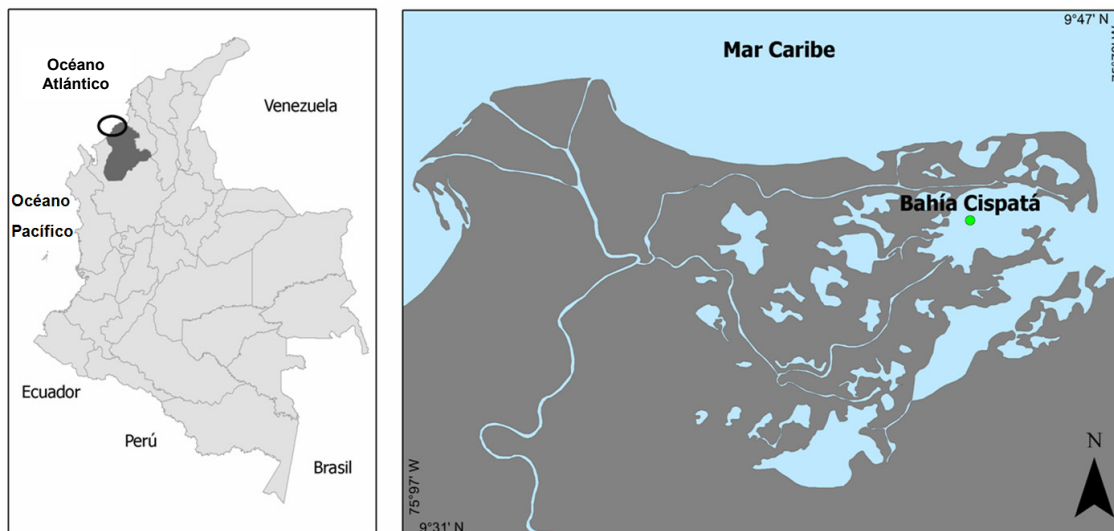 Océano
Atlántico
Venezuela
Océano
Pacífico
Ecuador
Perú
Brasil
9°47' N
Mar Caribe
Bahía Cispatá
N
75°97' W
9°31' N